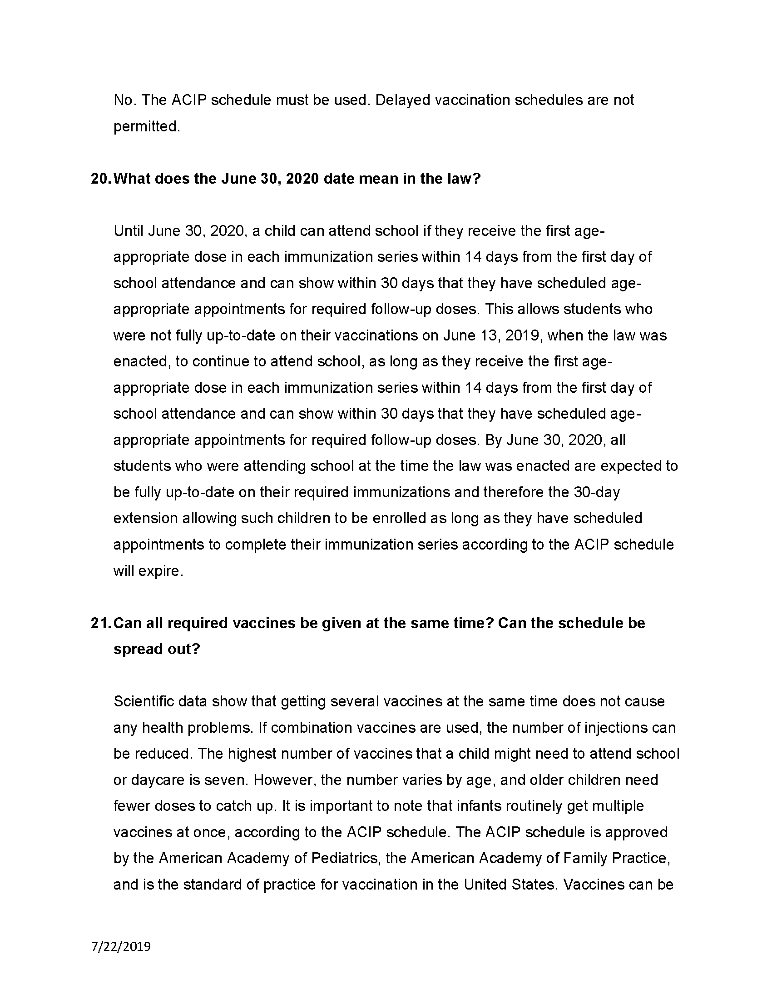 No. The ACIP schedule must be used. Delayed vaccination schedules are not
permitted.
20. What does the June 30, 2020 date mean in the law?
Until June 30, 2020, a child can attend school if they receive the first age-
appropriate dose in each immunization series within 14 days from the first day of
school attendance and can show within 30 days that they have scheduled age-
appropriate appointments for required follow-up doses. This allows students who
were not fully up-to-date on their vaccinations on June 13, 2019, when the law was
enacted, to continue to attend school, as long as they receive the first age-
appropriate dose in each immunization series within 14 days from the first day of
school attendance and can show within 30 days that they have scheduled age-
appropriate appointments for required follow-up doses. By June 30, 2020, all
students who were attending school at the time the law was enacted are expected to
be fully up-to-date on their required immunizations and therefore the 30-day
extension allowing such children to be enrolled as long as they have scheduled
appointments to complete their immunization series according to the ACIP schedule
will expire.
21. Can all required vaccines be given at the same time? Can the schedule be
spread out?
Scientific data show that getting several vaccines at the same time does not cause
any health problems. If combination vaccines are used, the number of injections can
be reduced. The highest number of vaccines that a child might need to attend school
or daycare is seven. However, the number varies by age, and older children need
fewer doses to catch up. It is important to note that infants routinely get multiple
vaccines at once, according to the ACIP schedule. The ACIP schedule is approved
by the American Academy of Pediatrics, the American Academy of Family Practice,
and is the standard of practice for vaccination in the United States. Vaccines can be
7/22/2019